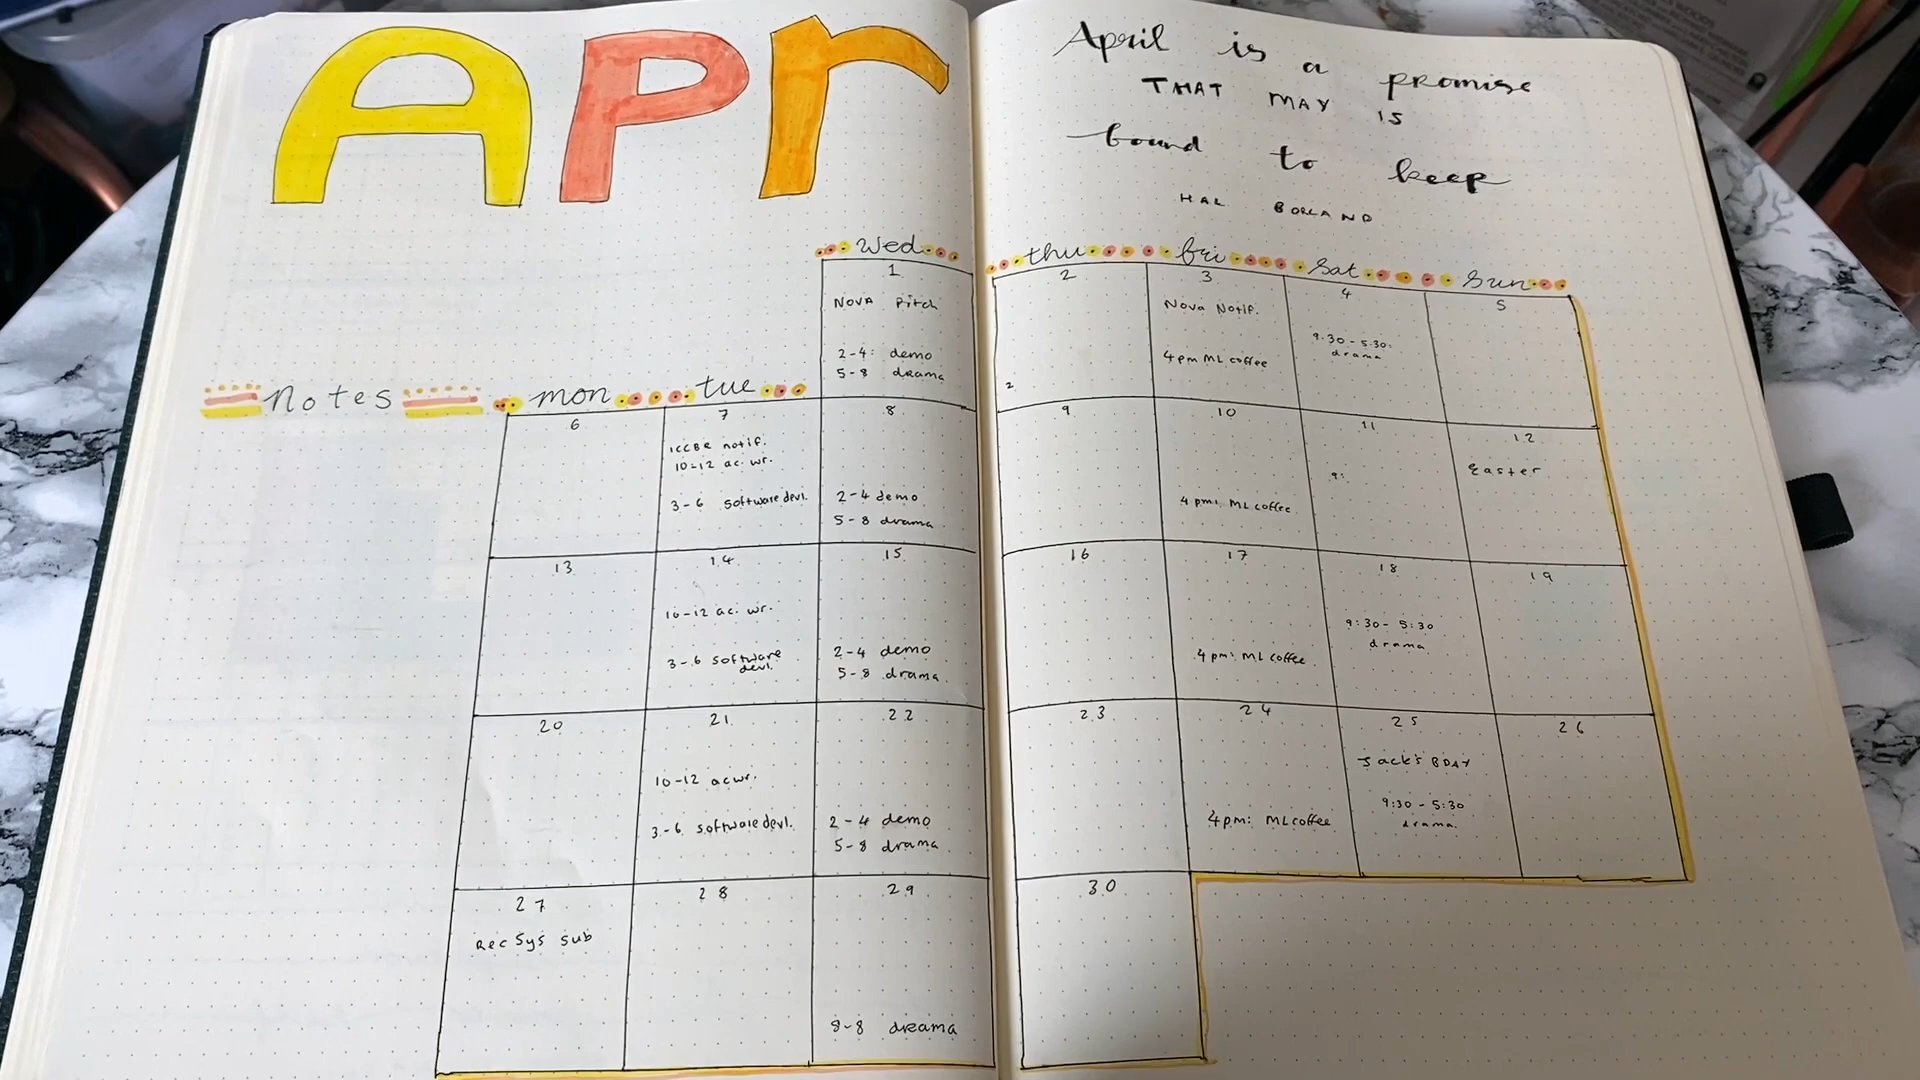 Apr
April is a promise
THAT MAY IS
bound to keep
HAL BORLAND
Notes
mon tue wed thu fri sat sun
1
NOVA Pitch
2-4: demo
5-8 drama
2
2
3
Nova Notif.
4pm ML coffee
4
9:30-5:30:
drama
5
6
7
ICCBR notif.
10-12 ac. wr.
3-6 software devl.
8
2-4 demo
5-8 drama
9
10
4pm: ML coffee
11
9:
12
Easter
13
14
10-12 ac. wr.
3-6 software
devl.
15
2-4 demo
5-8 drama
16
17
4pm: ML coffee
18
9:30-5:30
drama
19
20
21
10-12 ac wr.
3-6 software devl.
22
2-4 demo
5-8 drama
23
24
4pm: ML coffee
25
Jack's BDAY
9:30-5:30
drama
26
27
Rec Sys sub
28
29
8-8 drama
30